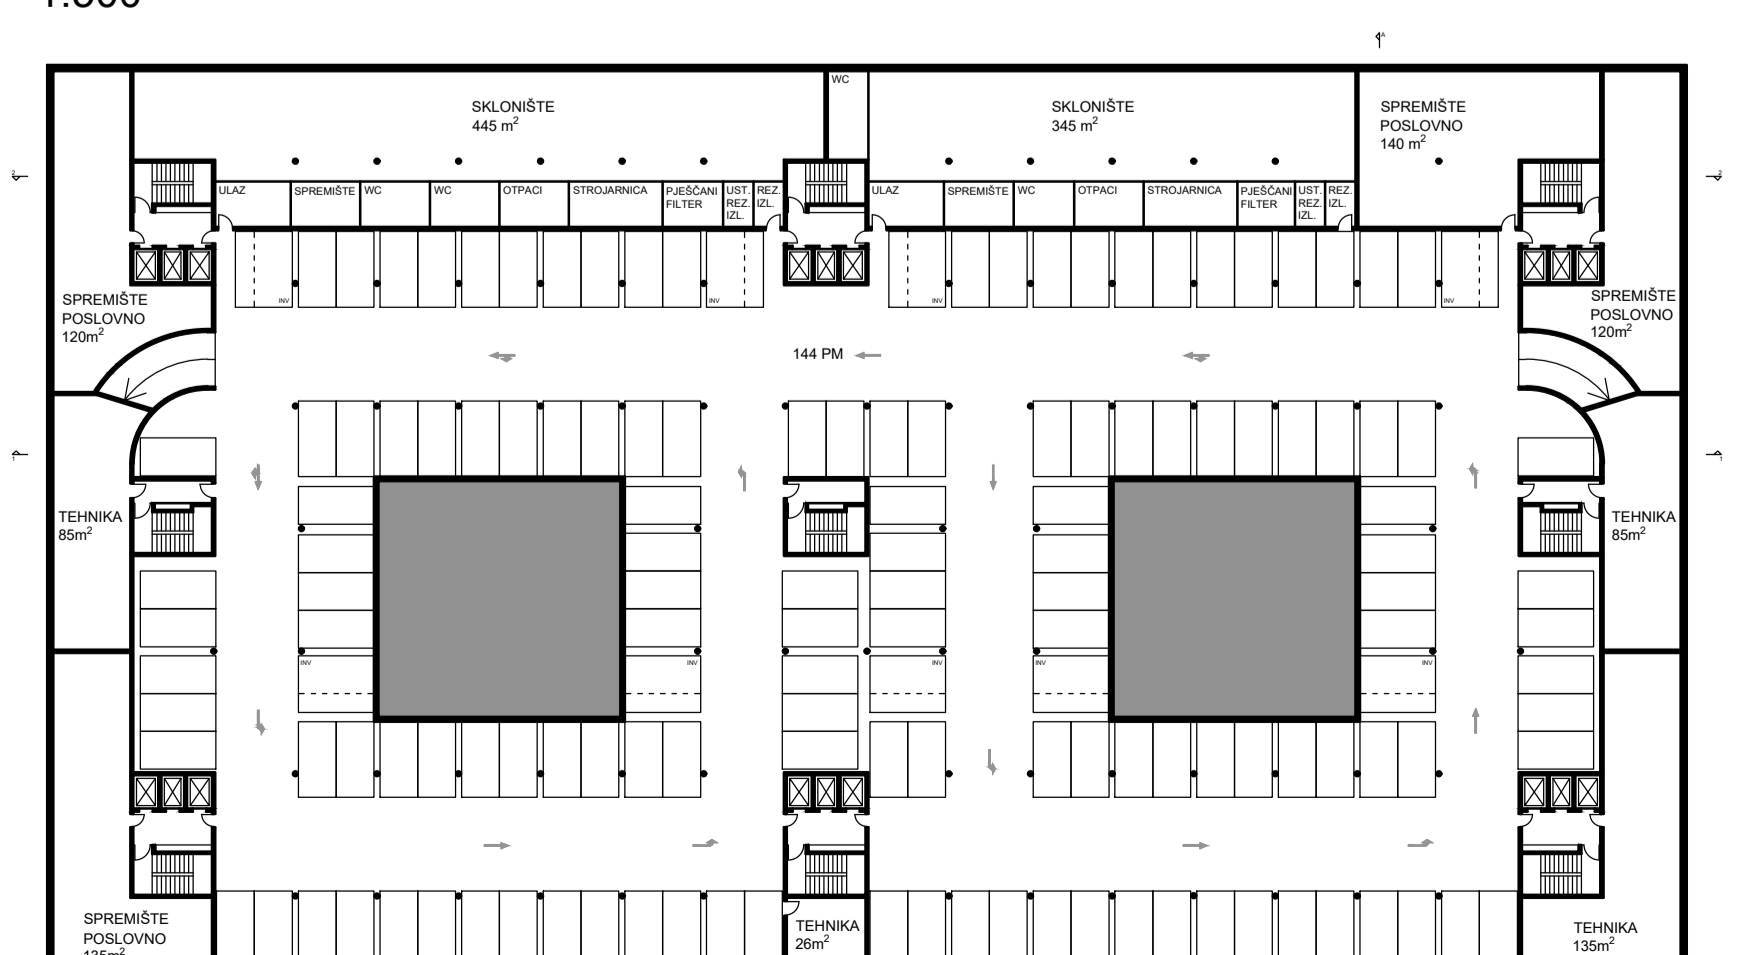 1:500
WC
SKLONIŠTE
445 m²
SKLONIŠTE
345 m²
SPREMIŠTE
POSLOVNO
140 m²
ULAZ
SPREMIŠTE
WC
WC
OTPACI
STROJARNICA
PJEŠČANI
FILTER
UST.
REZ.
IZL.
REZ.
IZL.
ULAZ
SPREMIŠTE
WC
OTPACI
STROJARNICA
PJEŠČANI
FILTER
UST.
REZ.
IZL.
REZ.
IZL.
INV
INV
INV
INV
SPREMIŠTE
POSLOVNO
120m²
SPREMIŠTE
POSLOVNO
120m²
144 PM
TEHNIKA
85m²
TEHNIKA
85m²
INV
INV
INV
INV
INV
SPREMIŠTE
POSLOVNO
135m²
TEHNIKA
26m²
TEHNIKA
135m²